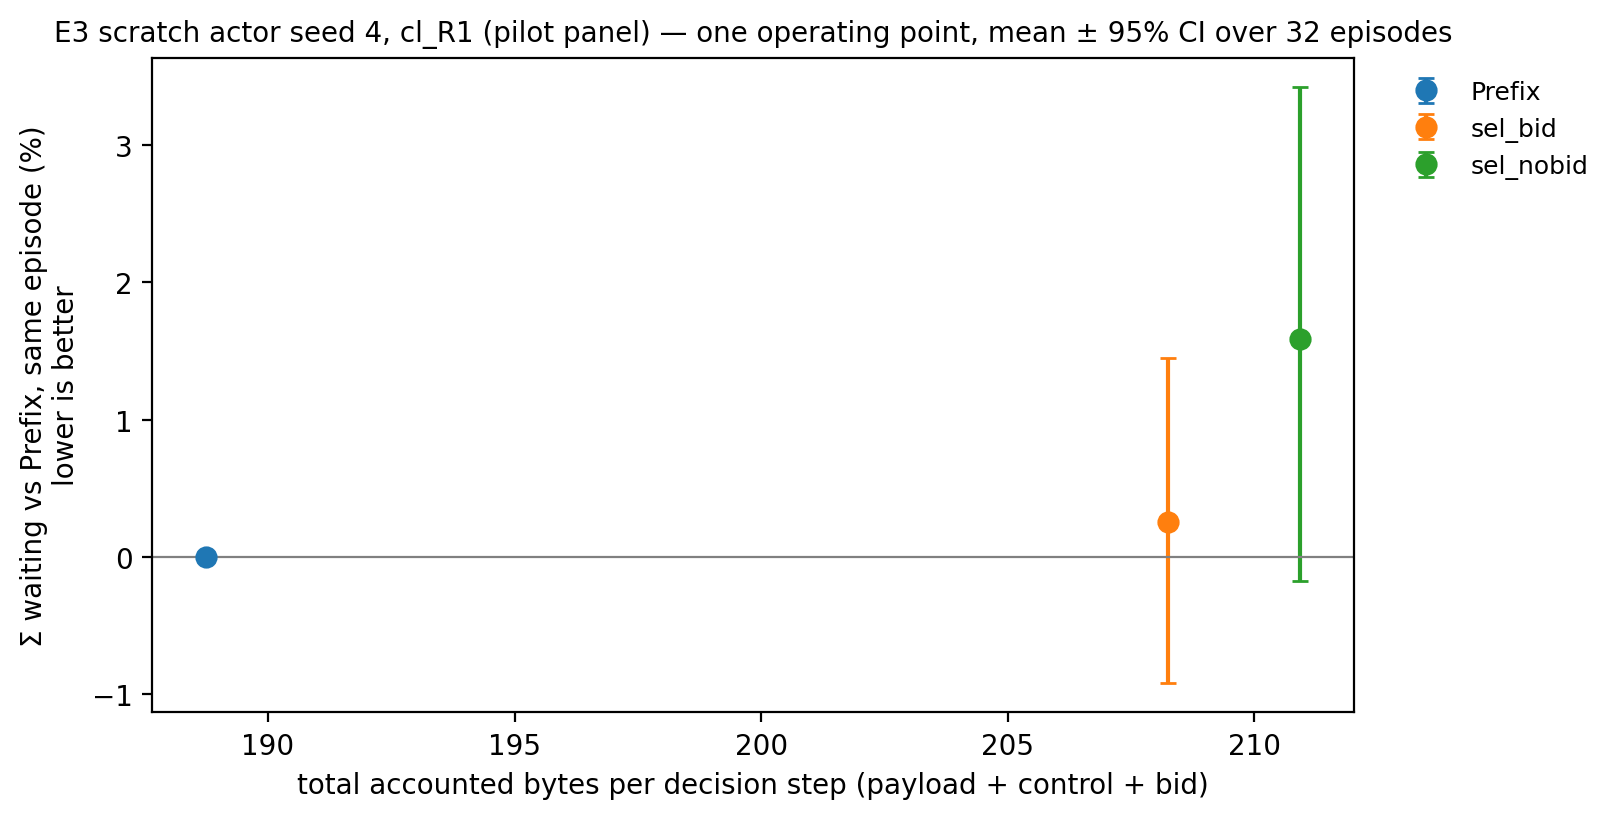 E3 scratch actor seed 4, cl_R1 (pilot panel) — one operating point, mean ± 95% CI over 32 episodes
Σ waiting vs Prefix, same episode (%)
lower is better
3
2
1
0
−1
190
195
200
205
210
total accounted bytes per decision step (payload + control + bid)
Prefix
sel_bid
sel_nobid